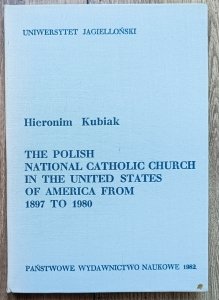 UNIWERSYTET JAGIELLOŃSKI
Hieronim Kubiak
THE POLISH
NATIONAL CATHOLIC CHURCH
IN THE UNITED STATES
OF AMERICA FROM
1897 TO 1980
PAŃSTWOWE WYDAWNICTWO NAUKOWE 1982